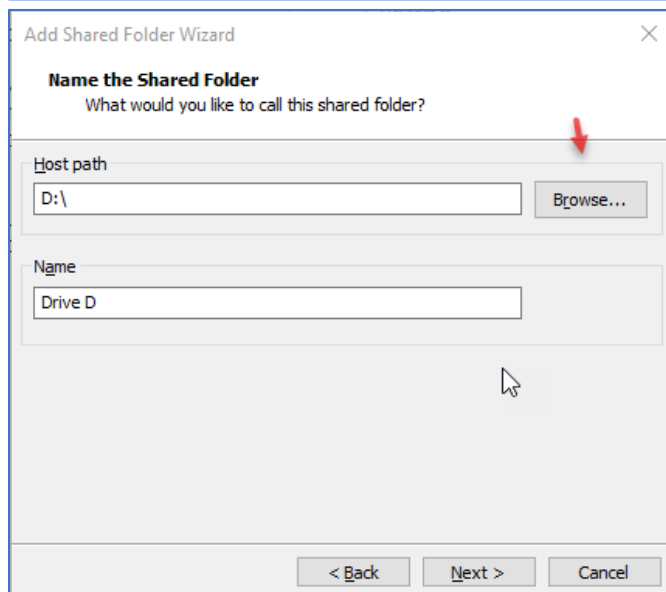 Add Shared Folder Wizard
Name the Shared Folder
What would you like to call this shared folder?
Host path
D:\
Browse...
Name
Drive D
< Back
Next >
Cancel